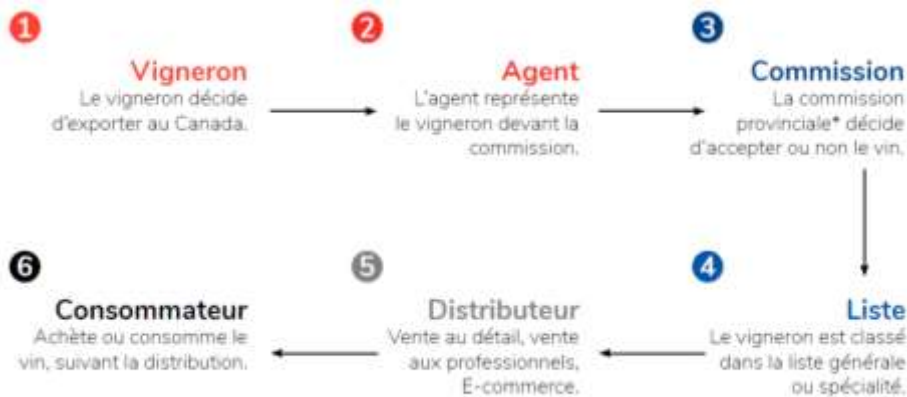 1
Vigneron
Le vigneron décide
d'exporter au Canada.
2
Agent
L'agent représente
le vigneron devant la
commission.
3
Commission
La commission
provinciale* décide
d'accepter ou non le vin.
4
Liste
Le vigneron est classé
dans la liste générale
ou spécialité.
5
Distributeur
Vente au détail, vente
aux professionnels,
E-commerce.
6
Consommateur
Achète ou consomme le
vin, suivant la distribution.